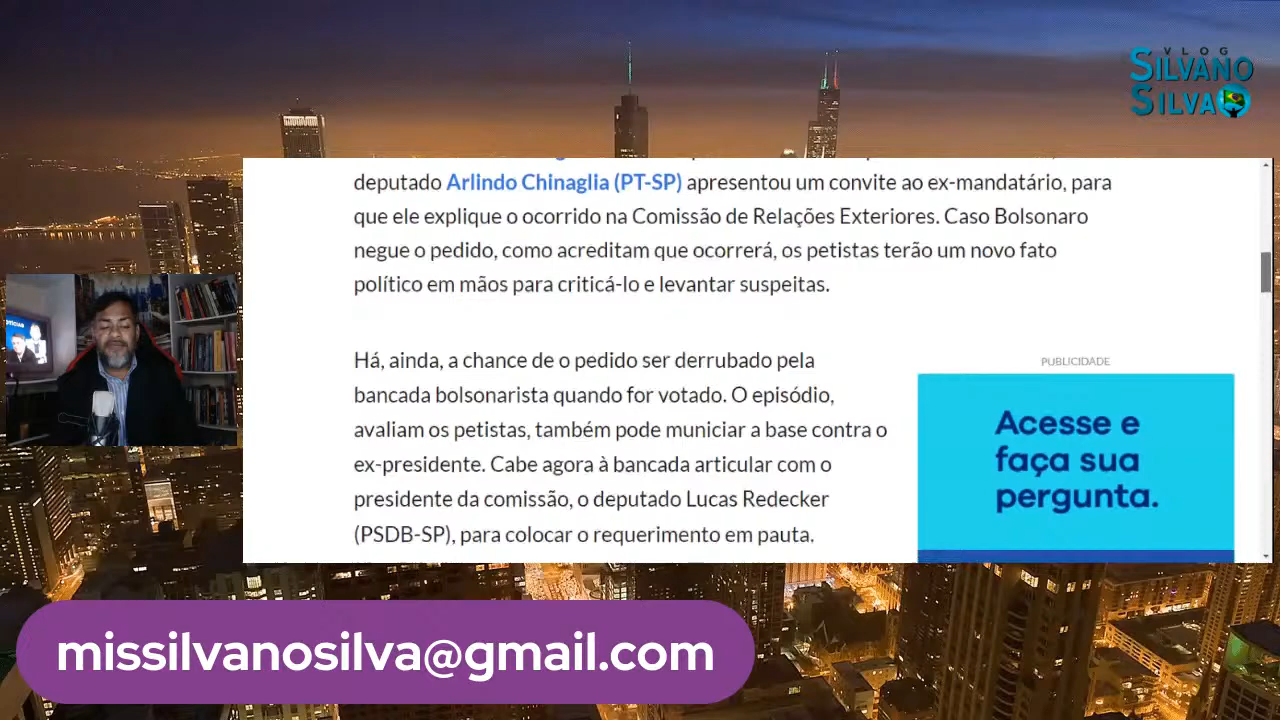 VLOG
SILVANO
SILVA
deputado Arlindo Chinaglia (PT-SP) apresentou um convite ao ex-mandatário, para
que ele explique o ocorrido na Comissão de Relações Exteriores. Caso Bolsonaro
negue o pedido, como acreditam que ocorrerá, os petistas terão um novo fato
político em mãos para criticá-lo e levantar suspeitas.
Há, ainda, a chance de o pedido ser derrubado pela
bancada bolsonarista quando for votado. O episódio,
avaliam os petistas, também pode municiar a base contra o
ex-presidente. Cabe agora à bancada articular com o
presidente da comissão, o deputado Lucas Redecker
(PSDB-SP), para colocar o requerimento em pauta.
PUBLICIDADE
Acesse e
faça sua
pergunta.
missilvanosilva@gmail.com